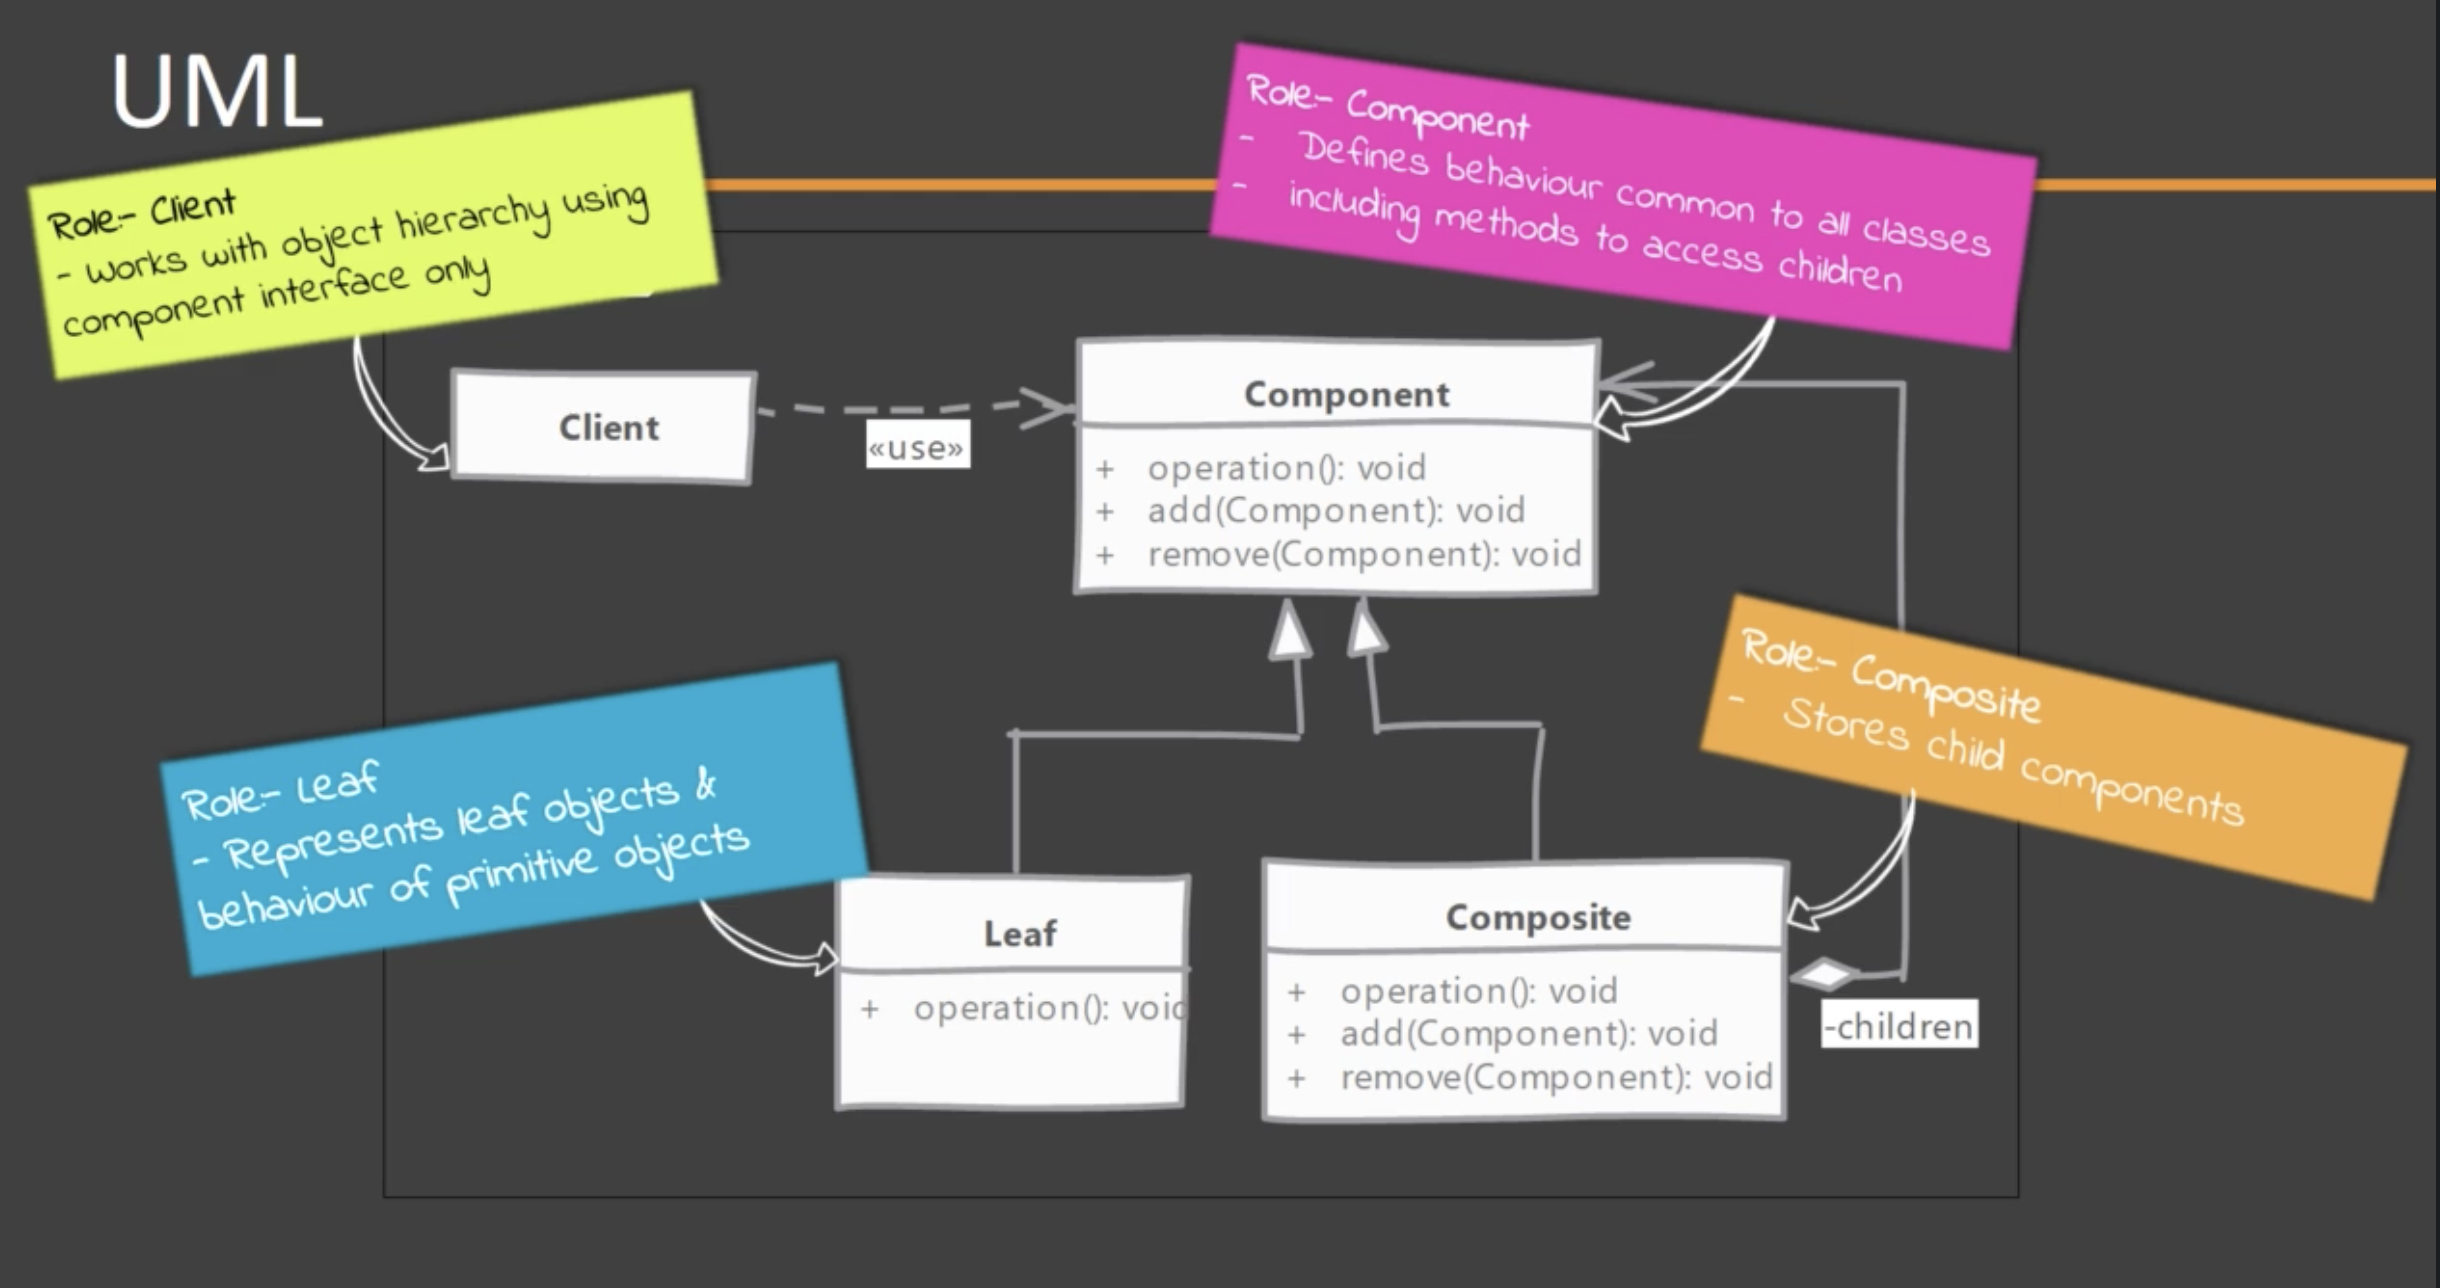 UML
Role:- Client
- Works with object hierarchy using
component interface only
Role:- Component
- Defines behaviour common to all classes
- including methods to access children
Client
«use»
Component
+ operation(): void
+ add(Component): void
+ remove(Component): void
Role:- Composite
- Stores child components
Role:- Leaf
- Represents leaf objects &
behaviour of primitive objects
Leaf
+ operation(): void
Composite
+ operation(): void
+ add(Component): void
+ remove(Component): void
-children